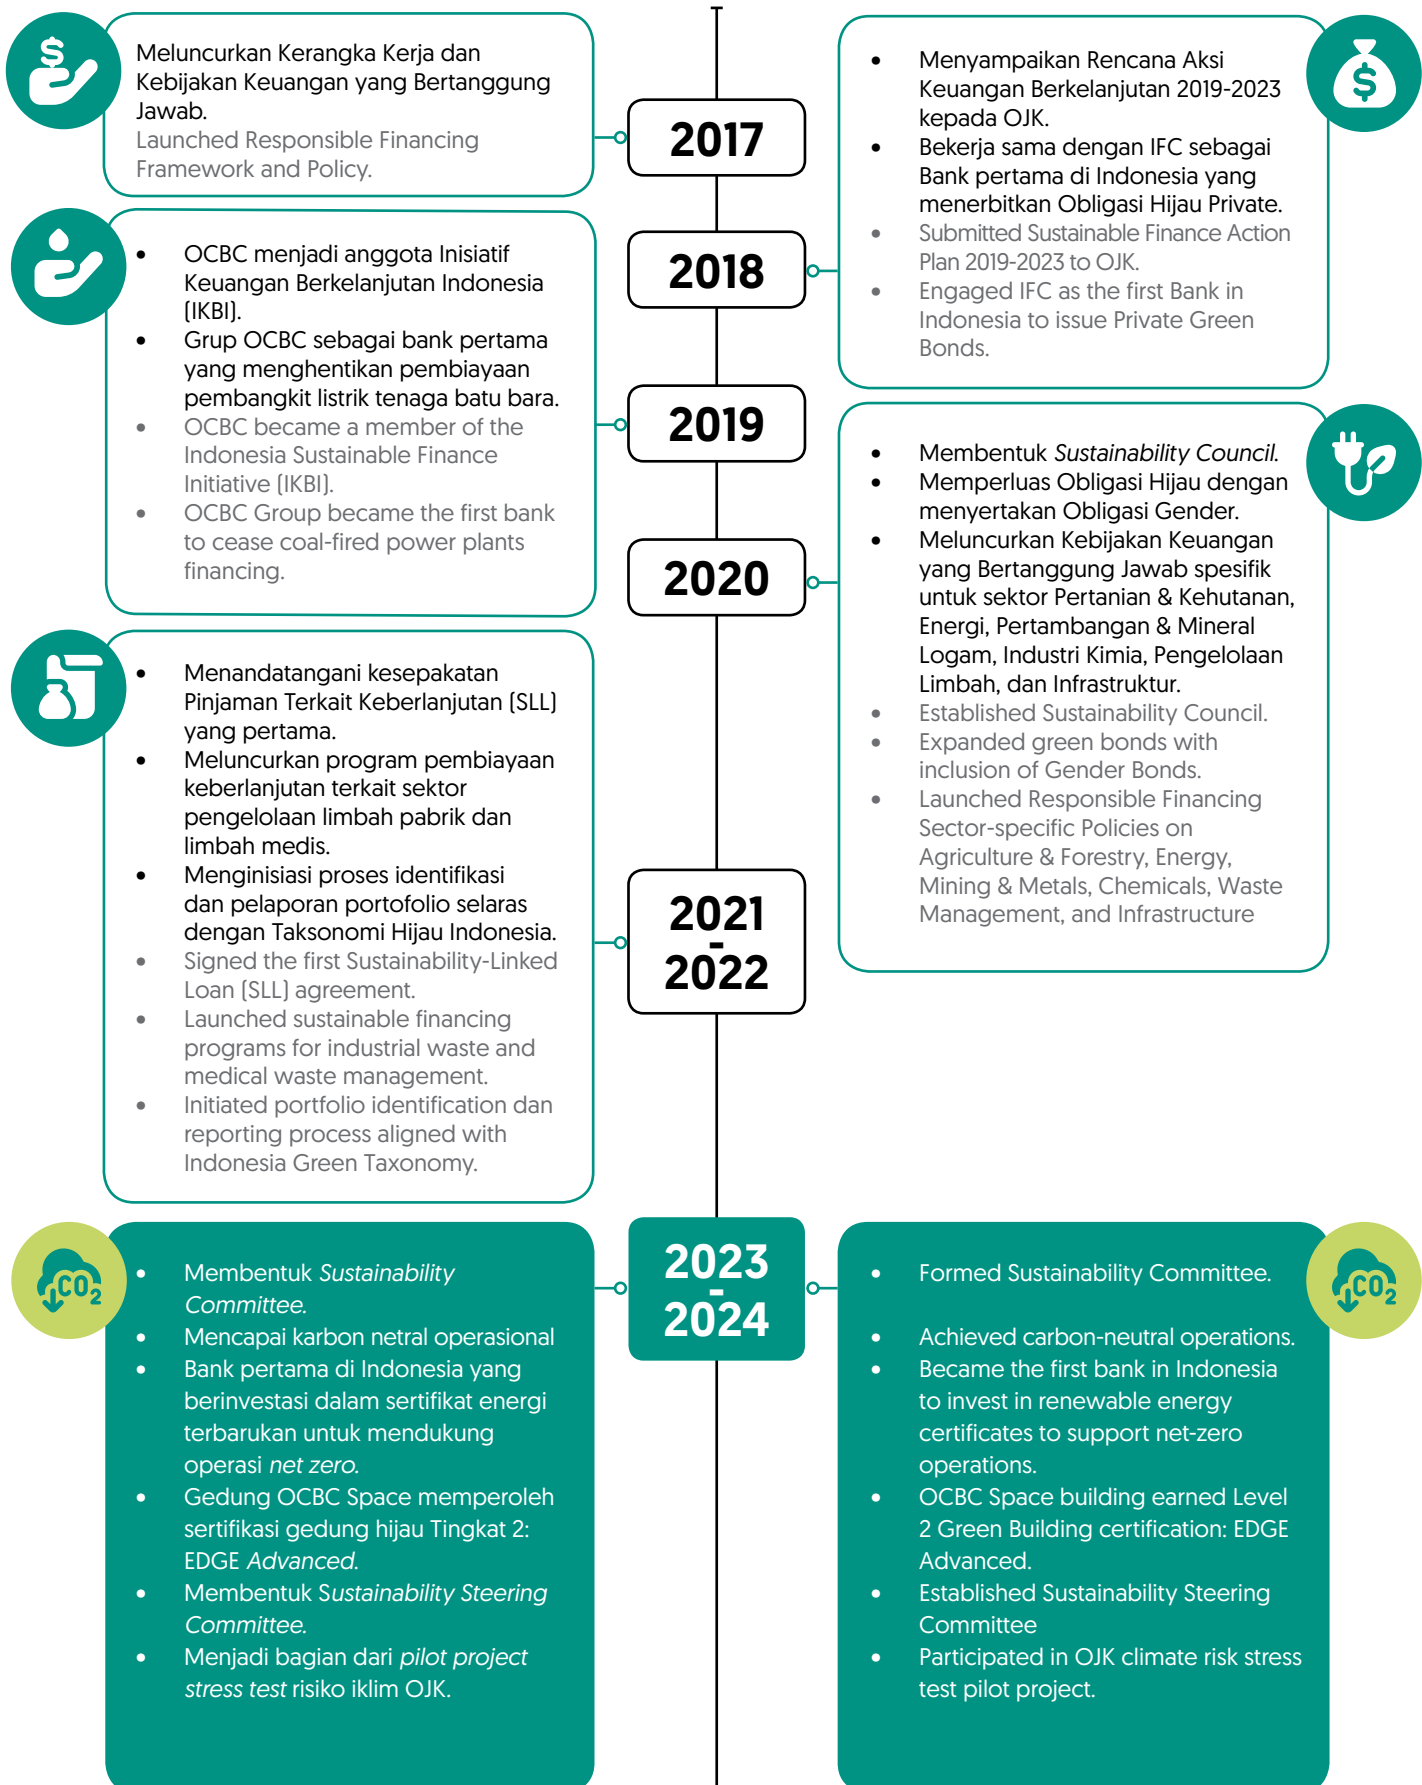 Meluncurkan Kerangka Kerja dan
Kebijakan Keuangan yang Bertanggung
Jawab.
Launched Responsible Financing
Framework and Policy.
2017
• Menyampaikan Rencana Aksi
Keuangan Berkelanjutan 2019-2023
kepada OJK.
• Bekerja sama dengan IFC sebagai
Bank pertama di Indonesia yang
menerbitkan Obligasi Hijau Private.
• Submitted Sustainable Finance Action
Plan 2019-2023 to OJK.
• Engaged IFC as the first Bank in
Indonesia to issue Private Green
Bonds.
2018
• OCBC menjadi anggota Inisiatif
Keuangan Berkelanjutan Indonesia
(IKBI).
• Grup OCBC sebagai bank pertama
yang menghentikan pembiayaan
pembangkit listrik tenaga batu bara.
• OCBC became a member of the
Indonesia Sustainable Finance
Initiative (IKBI).
• OCBC Group became the first bank
to cease coal-fired power plants
financing.
2019
• Membentuk Sustainability Council.
• Memperluas Obligasi Hijau dengan
menyertakan Obligasi Gender.
• Meluncurkan Kebijakan Keuangan
yang Bertanggung Jawab spesifik
untuk sektor Pertanian & Kehutanan,
Energi, Pertambangan & Mineral
Logam, Industri Kimia, Pengelolaan
Limbah, dan Infrastruktur.
• Established Sustainability Council.
• Expanded green bonds with
inclusion of Gender Bonds.
• Launched Responsible Financing
Sector-specific Policies on
Agriculture & Forestry, Energy,
Mining & Metals, Chemicals, Waste
Management, and Infrastructure
2020
• Menandatangani kesepakatan
Pinjaman Terkait Keberlanjutan (SLL)
yang pertama.
• Meluncurkan program pembiayaan
keberlanjutan terkait sektor
pengelolaan limbah pabrik dan
limbah medis.
• Menginisiasi proses identifikasi
dan pelaporan portofolio selaras
dengan Taksonomi Hijau Indonesia.
• Signed the first Sustainability-Linked
Loan (SLL) agreement.
• Launched sustainable financing
programs for industrial waste and
medical waste management.
• Initiated portfolio identification dan
reporting process aligned with
Indonesia Green Taxonomy.
2021
-
2022
CO2
• Membentuk Sustainability
Committee.
• Mencapai karbon netral operasional
• Bank pertama di Indonesia yang
berinvestasi dalam sertifikat energi
terbarukan untuk mendukung
operasi net zero.
• Gedung OCBC Space memperoleh
sertifikasi gedung hijau Tingkat 2:
EDGE Advanced.
• Membentuk Sustainability Steering
Committee.
• Menjadi bagian dari pilot project
stress test risiko iklim OJK.
2023
-
2024
CO2
• Formed Sustainability Committee.
• Achieved carbon-neutral operations.
• Became the first bank in Indonesia
to invest in renewable energy
certificates to support net-zero
operations.
• OCBC Space building earned Level
2 Green Building certification: EDGE
Advanced.
• Established Sustainability Steering
Committee
• Participated in OJK climate risk stress
test pilot project.